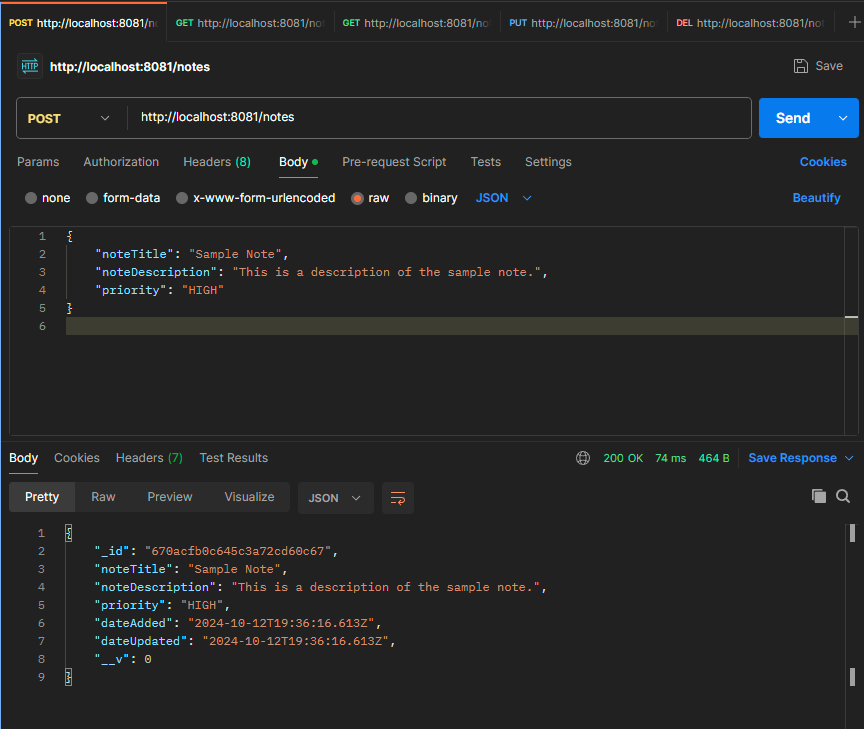 POST http://localhost:8081/n GET http://localhost:8081/no GET http://localhost:8081/no PUT http://localhost:8081/no DEL http://localhost:8081/no
HTTP http://localhost:8081/notes Save
POST http://localhost:8081/notes Send
Params Authorization Headers (8) Body Pre-request Script Tests Settings Cookies
none form-data x-www-form-urlencoded raw binary JSON Beautify
1 {
2 "noteTitle": "Sample Note",
3 "noteDescription": "This is a description of the sample note.",
4 "priority": "HIGH"
5 }
6
Body Cookies Headers (7) Test Results 200 OK 74 ms 464 B Save Response
Pretty Raw Preview Visualize JSON
1 {
2 "_id": "670acfb0c645c3a72cd60c67",
3 "noteTitle": "Sample Note",
4 "noteDescription": "This is a description of the sample note.",
5 "priority": "HIGH",
6 "dateAdded": "2024-10-12T19:36:16.613Z",
7 "dateUpdated": "2024-10-12T19:36:16.613Z",
8 "__v": 0
9 }